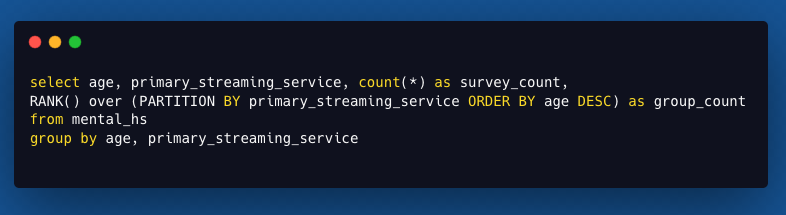 select age, primary_streaming_service, count(*) as survey_count,
RANK() over (PARTITION BY primary_streaming_service ORDER BY age DESC) as group_count
from mental_hs
group by age, primary_streaming_service